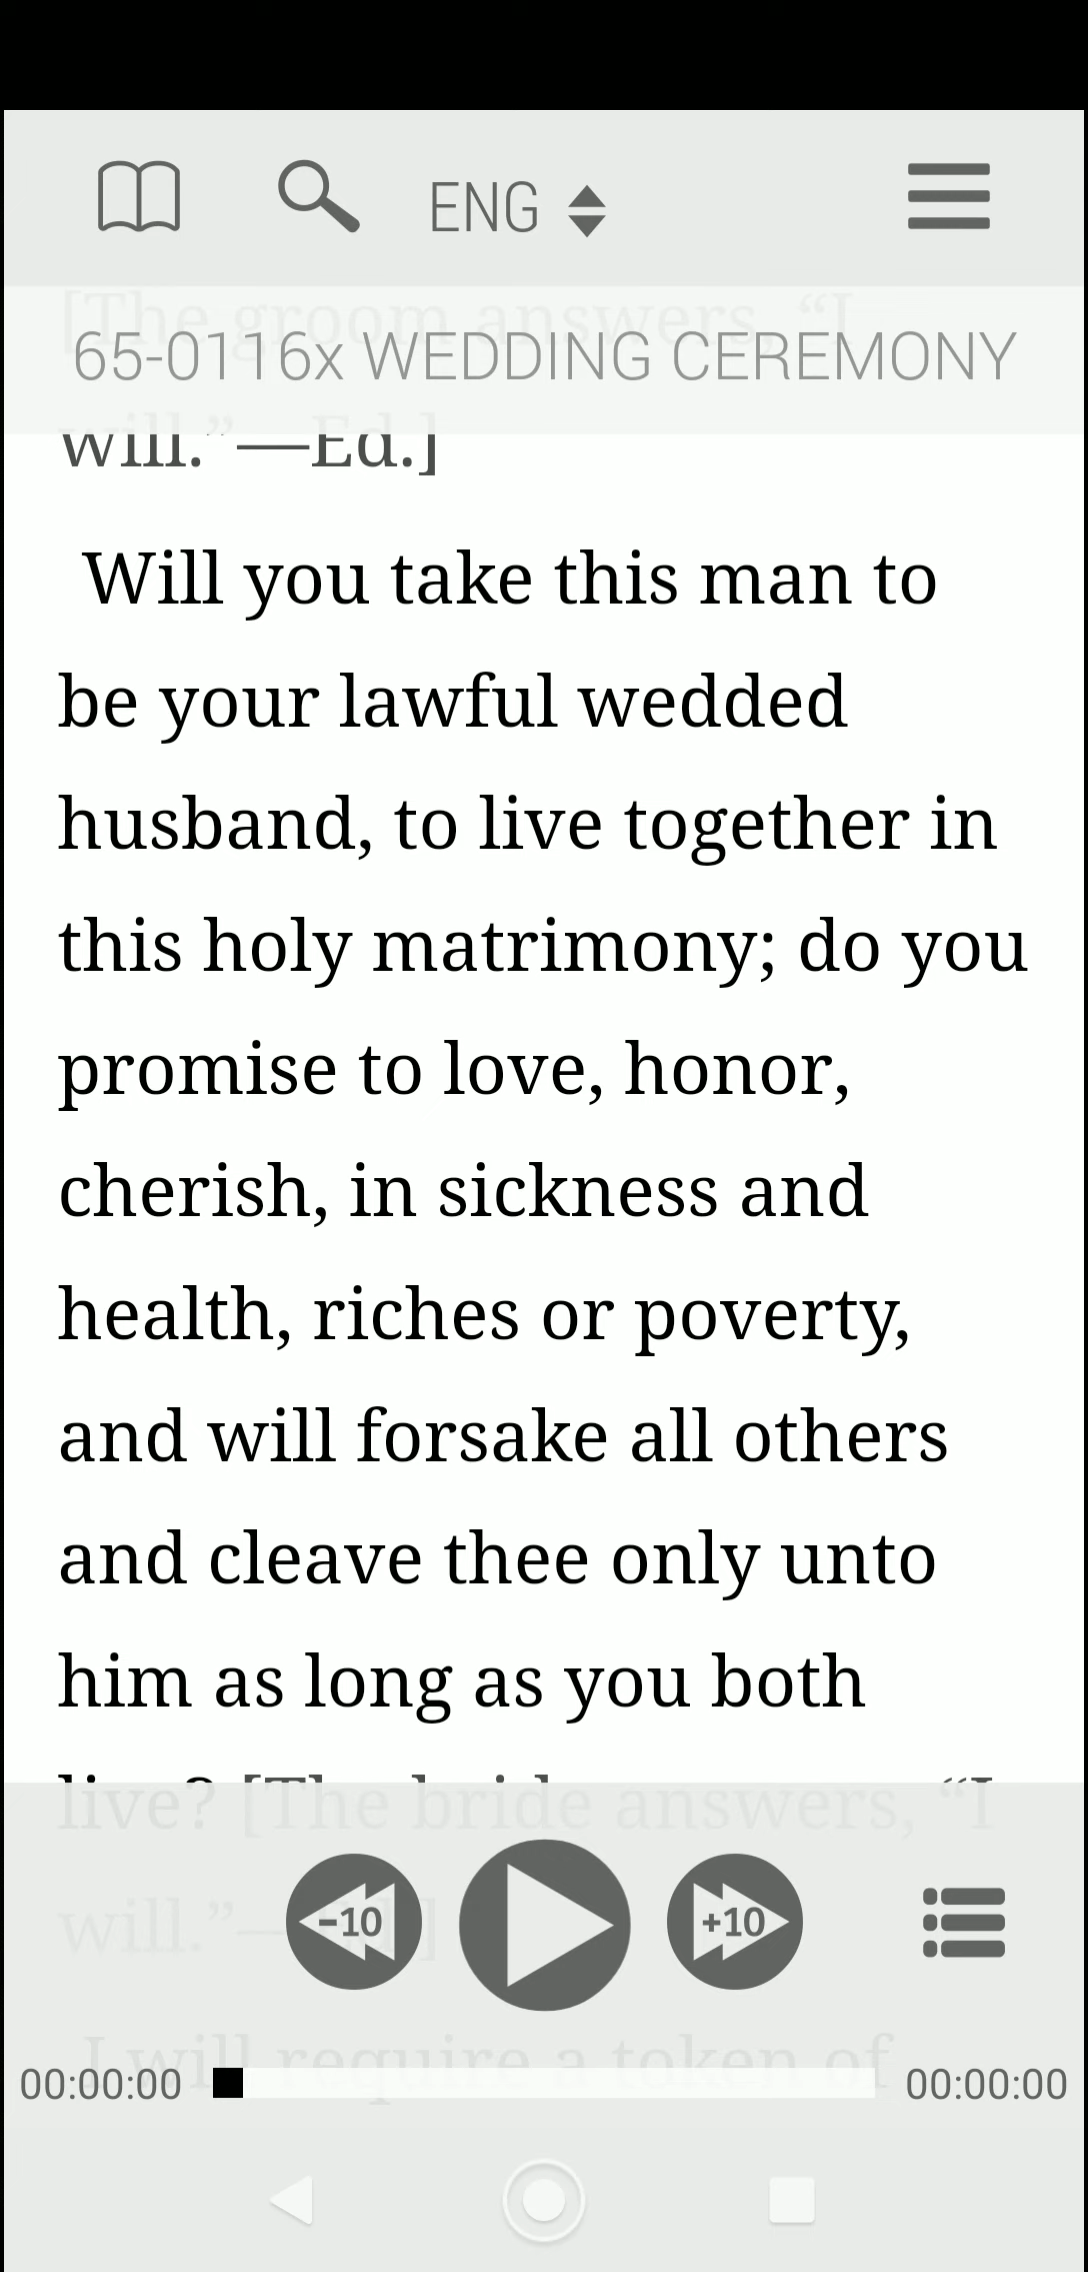 ENG
[The groom answers, “I
65-0116x WEDDING CEREMONY
will.”—Ed.]
Will you take this man to
be your lawful wedded
husband, to live together in
this holy matrimony; do you
promise to love, honor,
cherish, in sickness and
health, riches or poverty,
and will forsake all others
and cleave thee only unto
him as long as you both
live? [The bride answers, “I
will.”—Ed.]
-10 +10
I will require a token of
00:00:00 00:00:00